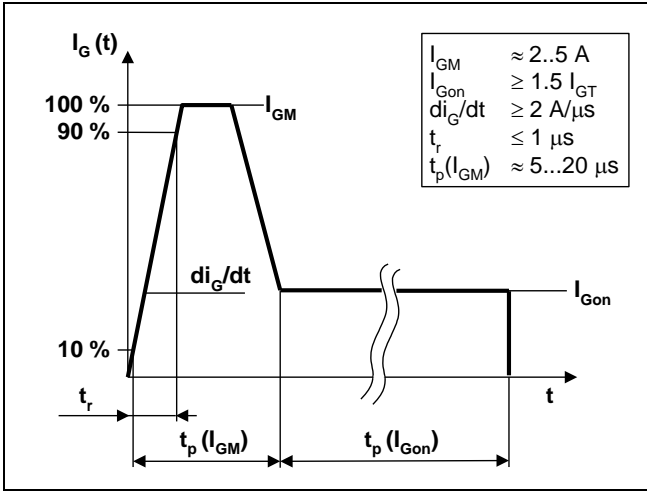 I_G (t)
100 %
90 %
I_GM
di_G/dt
I_Gon
10 %
t
t_r
t_p (I_GM)
t_p (I_Gon)
I_GM ≈ 2..5 A
I_Gon ≥ 1.5 I_GT
di_G/dt ≥ 2 A/µs
t_r ≤ 1 µs
t_p(I_GM) ≈ 5...20 µs